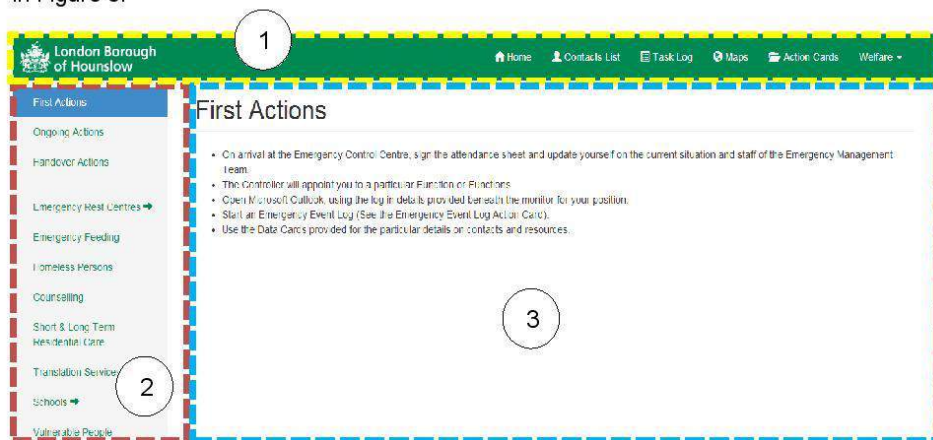 in Figure 3.
1
London Borough
of Hounslow
Home Contacts List Task Log Maps Action Cards Welfare
First Actions
Ongoing Actions
Handover Actions
Emergency Rest Centres
Emergency Feeding
Homeless Persons
Counselling
Short & Long Term
Residential Care
Translation Service
2
Schools
Vulnerable People
First Actions
• On arrival at the Emergency Control Centre, sign the attendance sheet and update yourself on the current situation and staff of the Emergency Management
Team.
• The Controller will appoint you to a particular Function or Functions
• Open Microsoft Outlook, using the log in details provided beneath the monitor for your position.
• Start an Emergency Event Log (See the Emergency Event Log Action Card).
• Use the Data Cards provided for the particular details on contacts and resources.
3